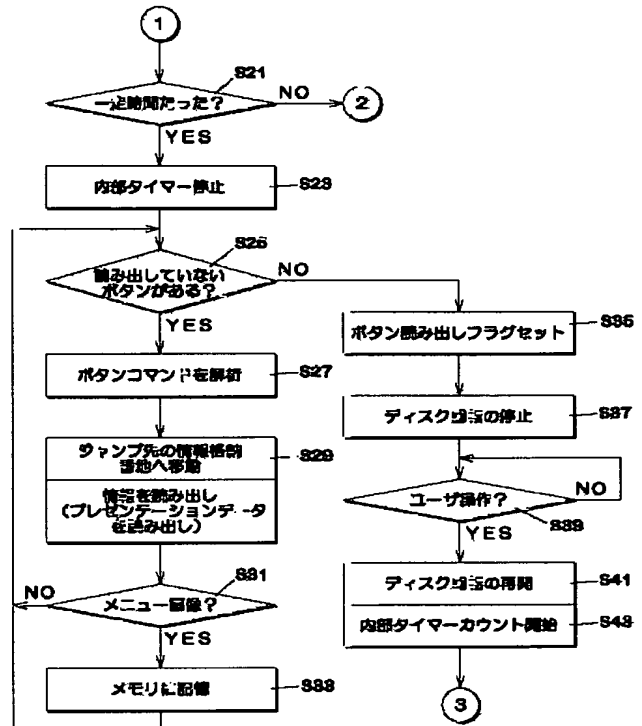 1
S21
一定時間たった？
NO
2
YES
内部タイマー停止
S23
S25
読み出していない
ボタンがある？
NO
YES
ボタンコマンドを解析
S27
ジャンプ先の情報格納
番地へ移動
S29
情報を読み出し
（プレゼンテーションデータ
を読み出し）
S31
NO
メニュー画像？
YES
メモリに記憶
S33
ボタン読み出しフラグセット
S35
ディスク回転の停止
S37
ユーザ操作？
NO
S39
YES
ディスク回転の再開
S41
内部タイマーカウント開始
S43
3